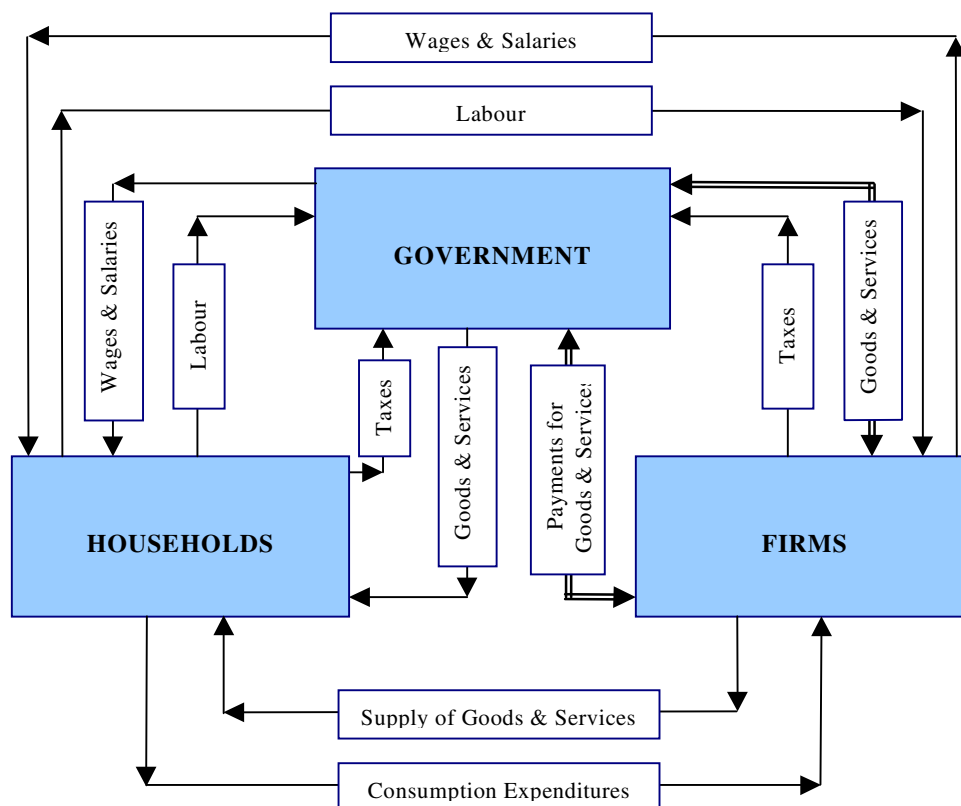 Wages & Salaries
Labour
GOVERNMENT
Wages & Salaries
Labour
Taxes
Goods & Services
Payments for
Goods & Services
Taxes
Goods & Services
HOUSEHOLDS
FIRMS
Supply of Goods & Services
Consumption Expenditures